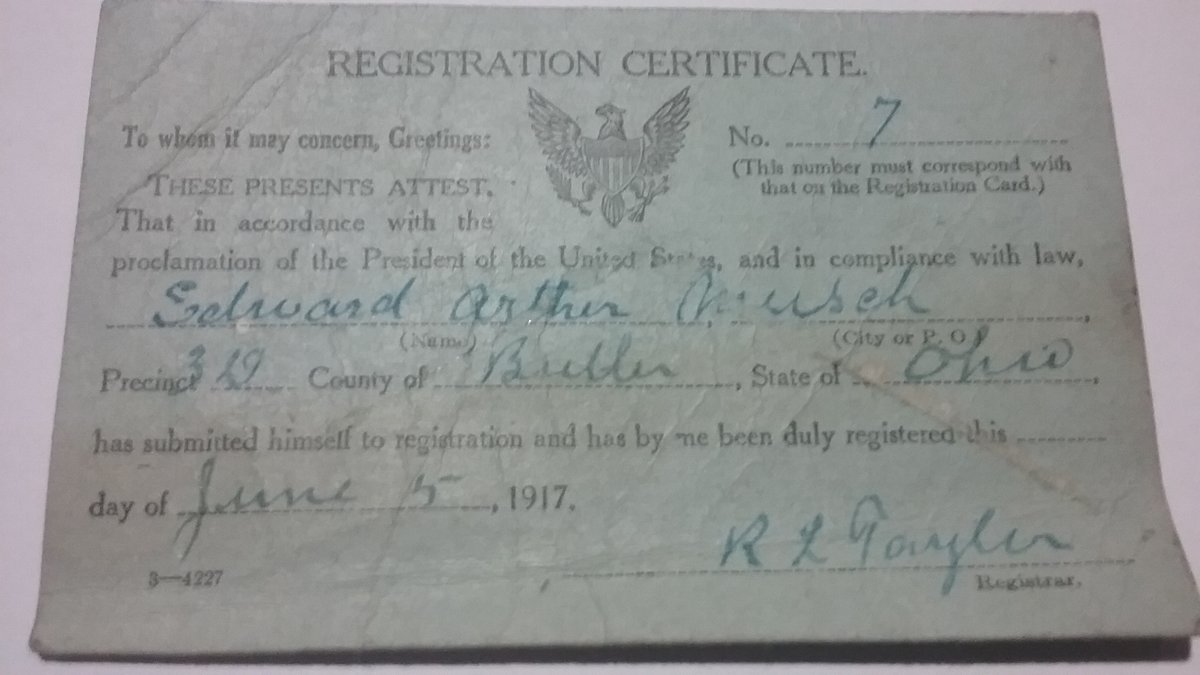 REGISTRATION CERTIFICATE.
To whom it may concern, Greetings:
No. 7
(This number must correspond with
that on the Registration Card.)
THESE PRESENTS ATTEST,
That in accordance with the
proclamation of the President of the United States, and in compliance with law,
Edward Arthur
(Name) (City or P. O.)
Precinct County of Butler, State of Ohio,
has submitted himself to registration and has by me been duly registered this
day of June 5, 1917.
R L Taylor
3—4227 Registrar.